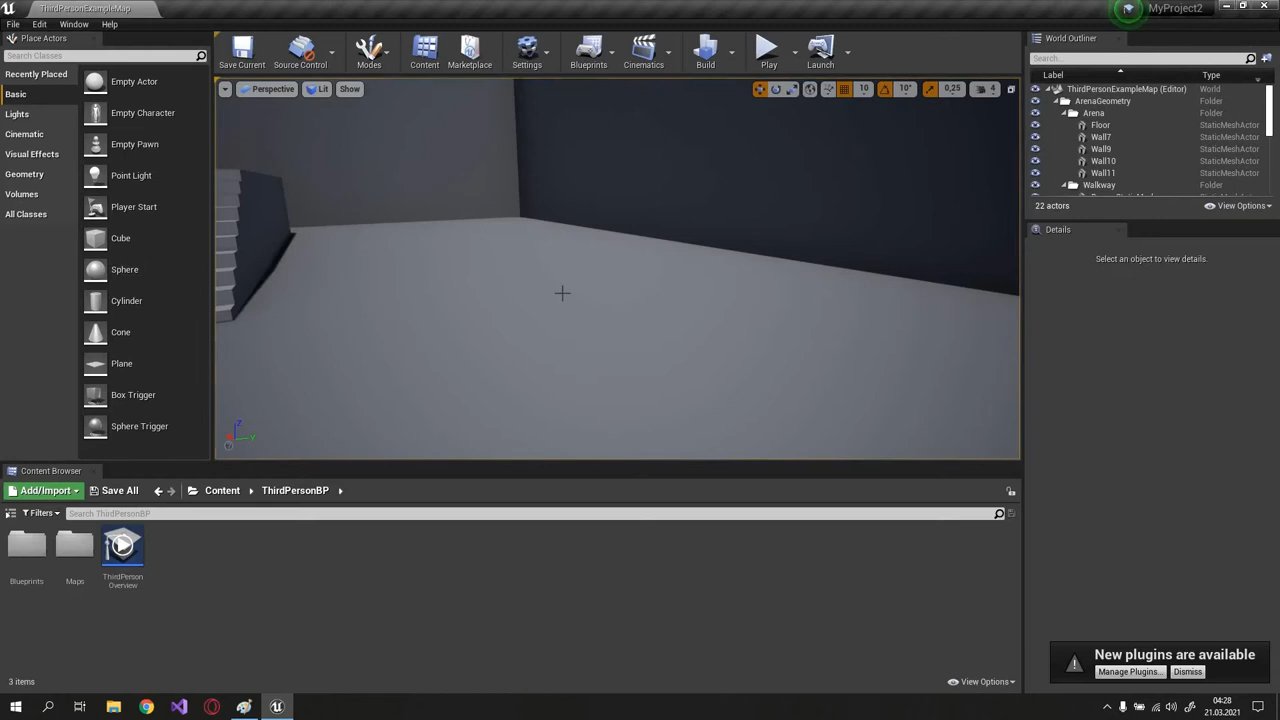 ThirdPersonExampleMap
MyProject2
File Edit Window Help
Place Actors
Search Classes
Recently Placed
Basic
Lights
Cinematic
Visual Effects
Geometry
Volumes
All Classes
Empty Actor
Empty Character
Empty Pawn
Point Light
Player Start
Cube
Sphere
Cylinder
Cone
Plane
Box Trigger
Sphere Trigger
Save Current
Source Control
Modes
Content
Marketplace
Settings
Blueprints
Cinematics
Build
Play
Launch
Perspective Lit Show
10 10° 0,25 4
Z
Y
World Outliner
Search...
Label Type
ThirdPersonExampleMap (Editor) World
ArenaGeometry Folder
Arena Folder
Floor StaticMeshActor
Wall7 StaticMeshActor
Wall9 StaticMeshActor
Wall10 StaticMeshActor
Wall11 StaticMeshActor
Walkway Folder
22 actors View Options
Details
Select an object to view details.
Content Browser
Add/Import Save All Content ThirdPersonBP
Filters Search ThirdPersonBP
Blueprints
Maps
ThirdPerson
Overview
3 items View Options
New plugins are available
Manage Plugins... Dismiss
04:28
21.03.2021